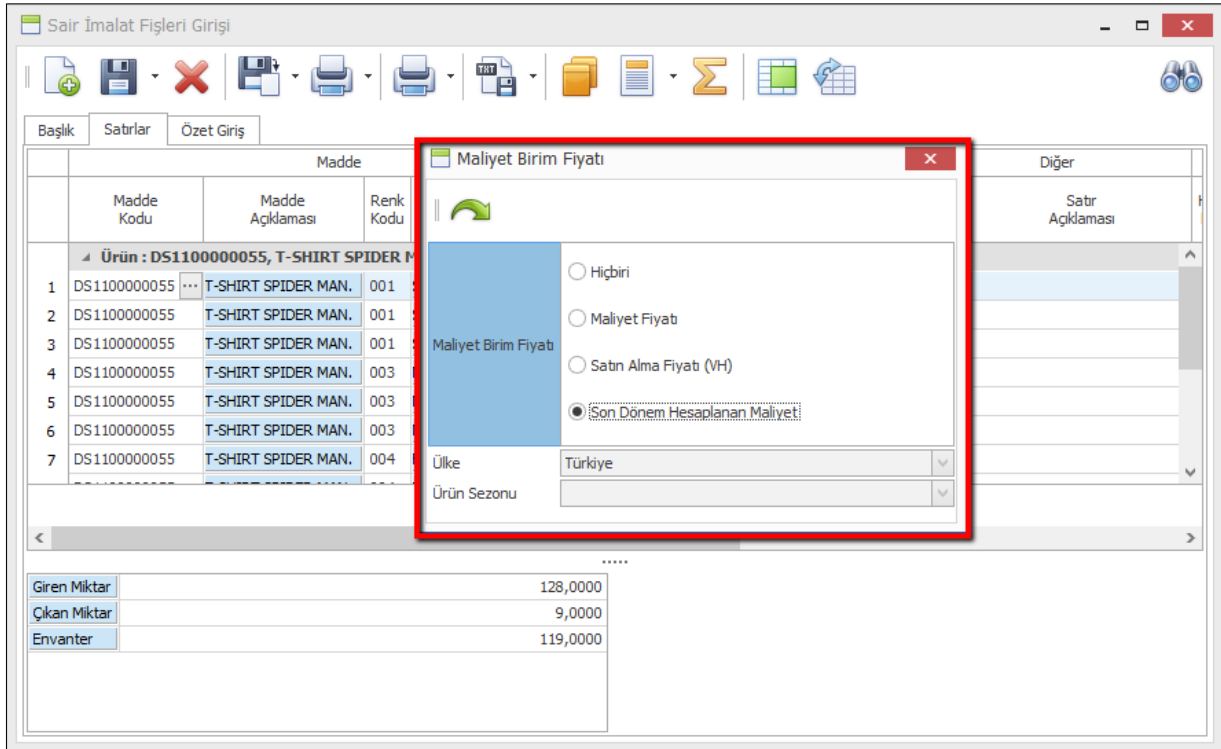 Sair İmalat Fişleri Girişi
TXT
Başlık Satırlar Özet Giriş
Madde Diğer
Madde Kodu Madde Açıklaması Renk Kodu Satır Açıklaması
Ürün : DS1100000055, T-SHIRT SPIDER
1 DS1100000055 ... T-SHIRT SPIDER MAN. 001
2 DS1100000055 T-SHIRT SPIDER MAN. 001
3 DS1100000055 T-SHIRT SPIDER MAN. 001
4 DS1100000055 T-SHIRT SPIDER MAN. 003
5 DS1100000055 T-SHIRT SPIDER MAN. 003
6 DS1100000055 T-SHIRT SPIDER MAN. 003
7 DS1100000055 T-SHIRT SPIDER MAN. 004
Maliyet Birim Fiyatı
Maliyet Birim Fiyatı
Hiçbiri
Maliyet Fiyatı
Satın Alma Fiyatı (VH)
Son Dönem Hesaplanan Maliyet
Ülke Türkiye
Ürün Sezonu
Giren Miktar 128,0000
Çıkan Miktar 9,0000
Envanter 119,0000